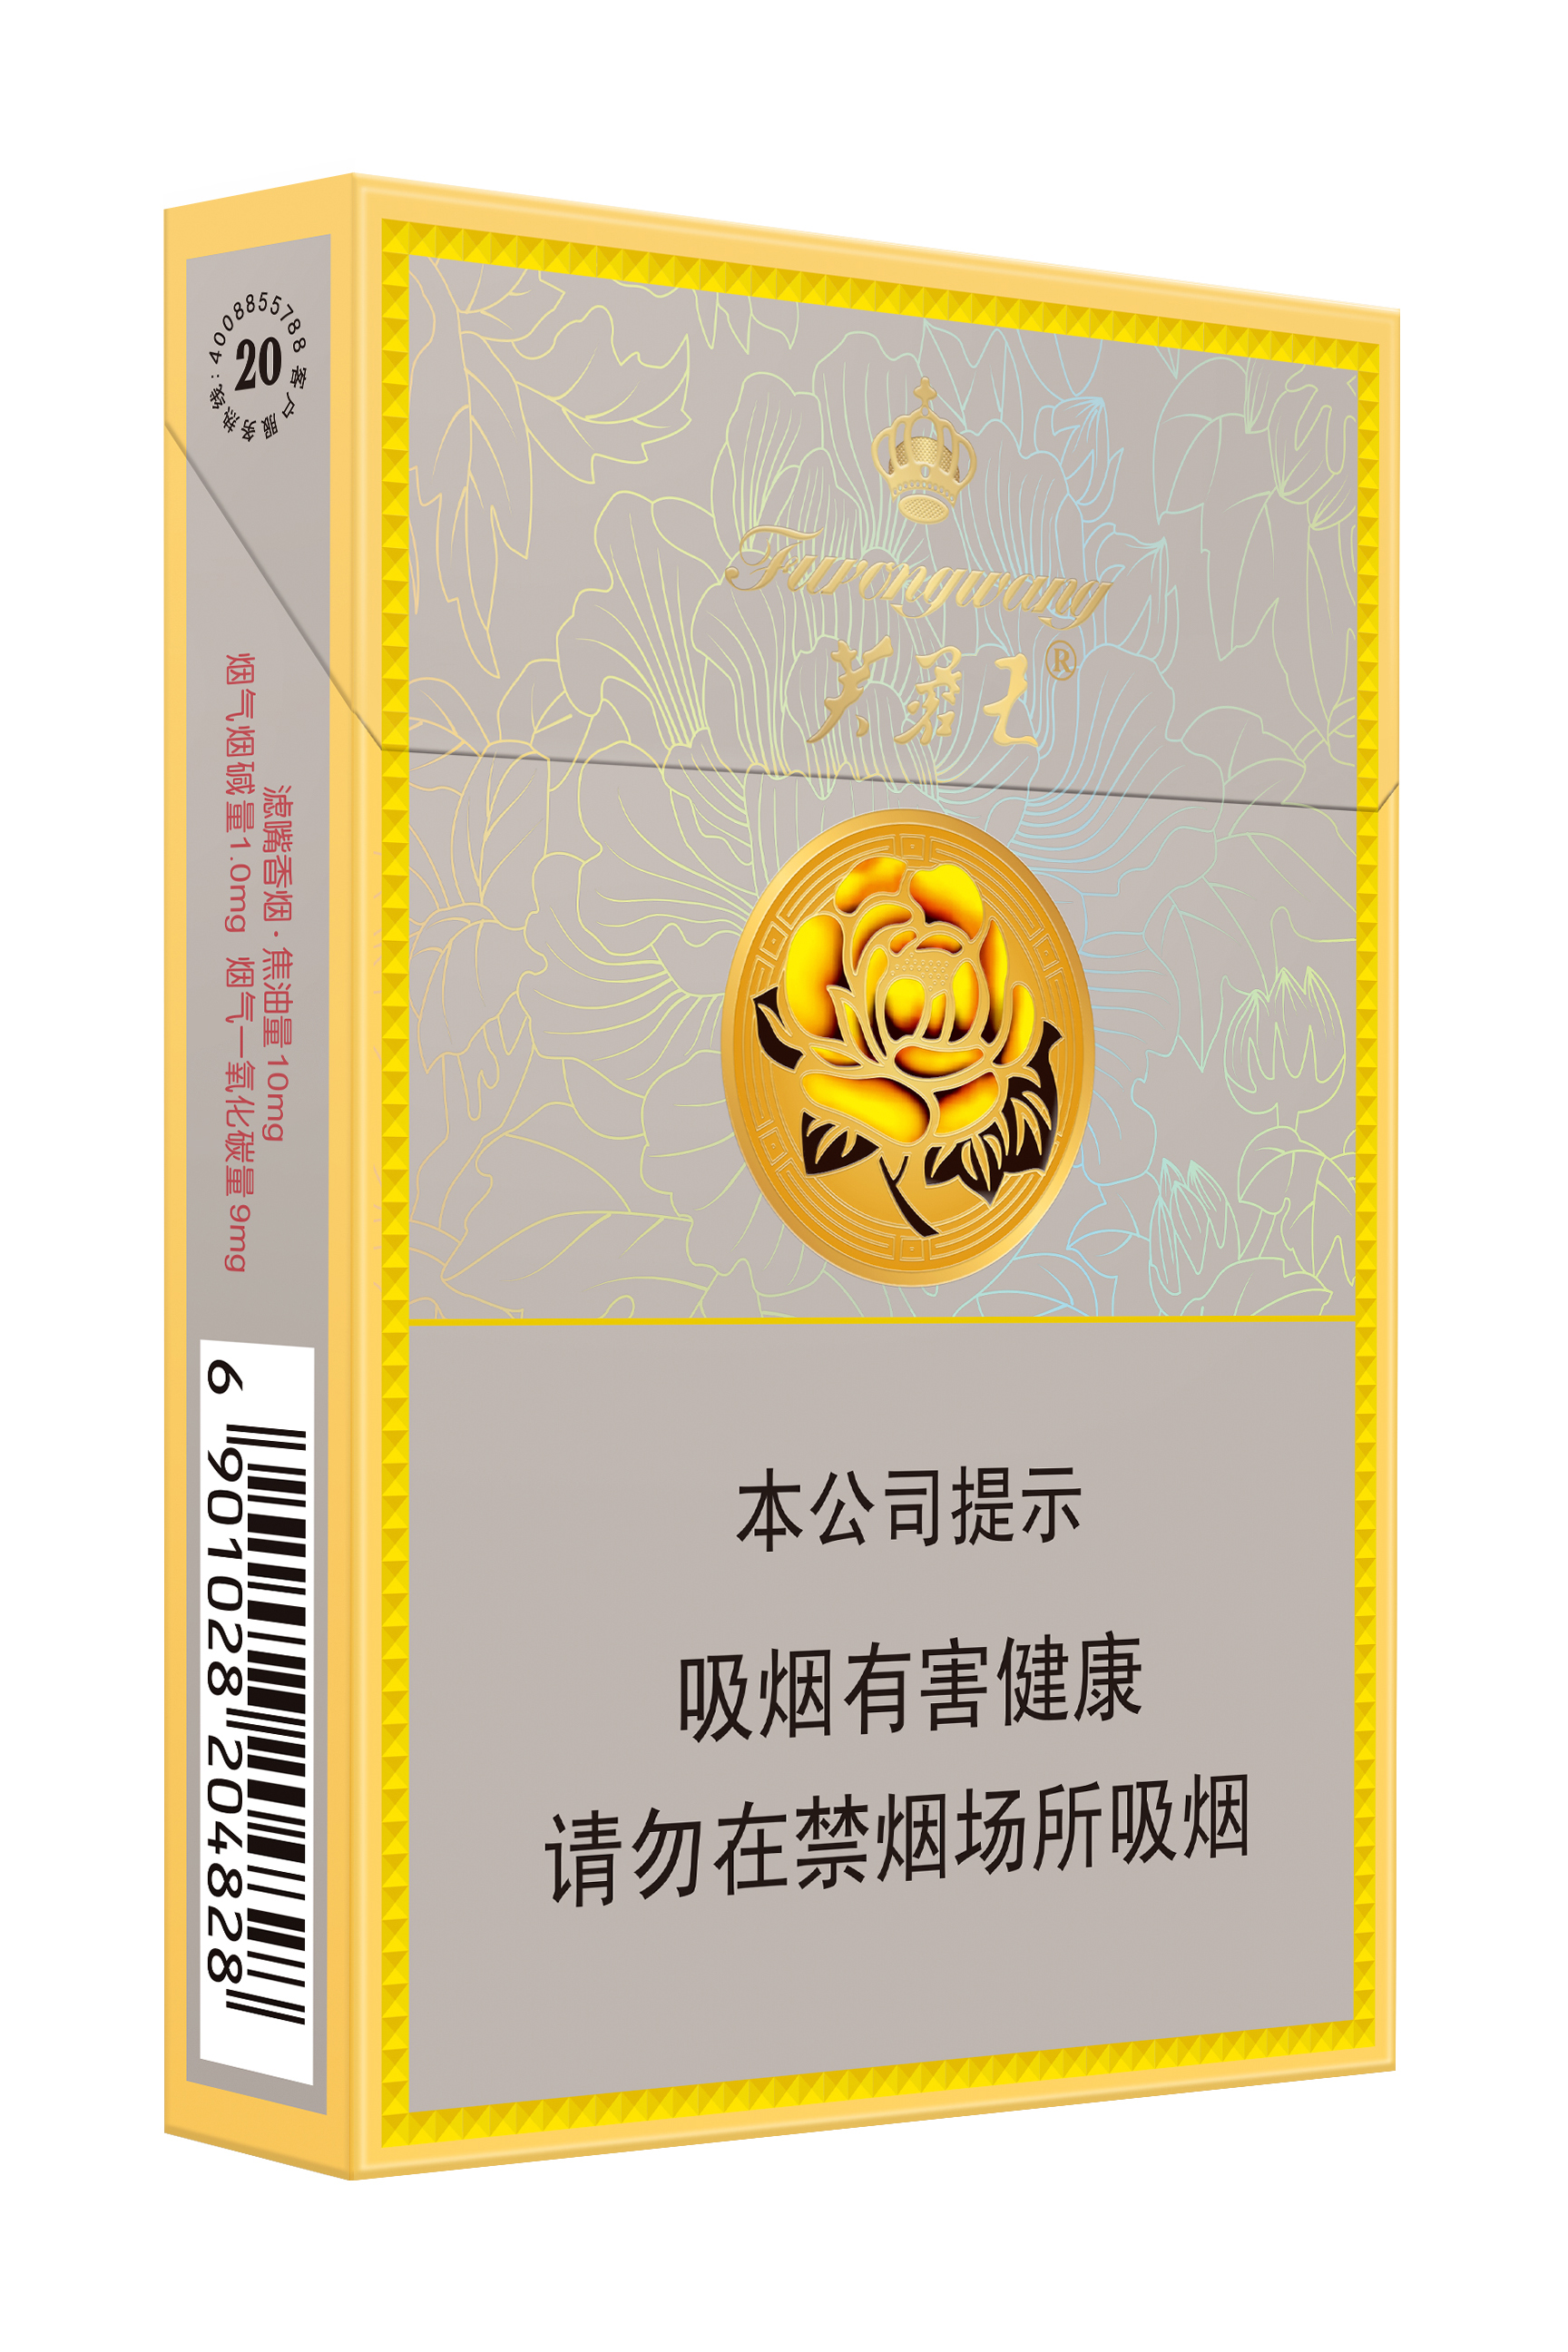 客户服务热线:4008855788
20
滤嘴香烟·焦油量10mg
烟气烟碱量1.0mg 烟气一氧化碳量9mg
6 901028 204828
Furongwang
芙蓉王®
本公司提示
吸烟有害健康
请勿在禁烟场所吸烟